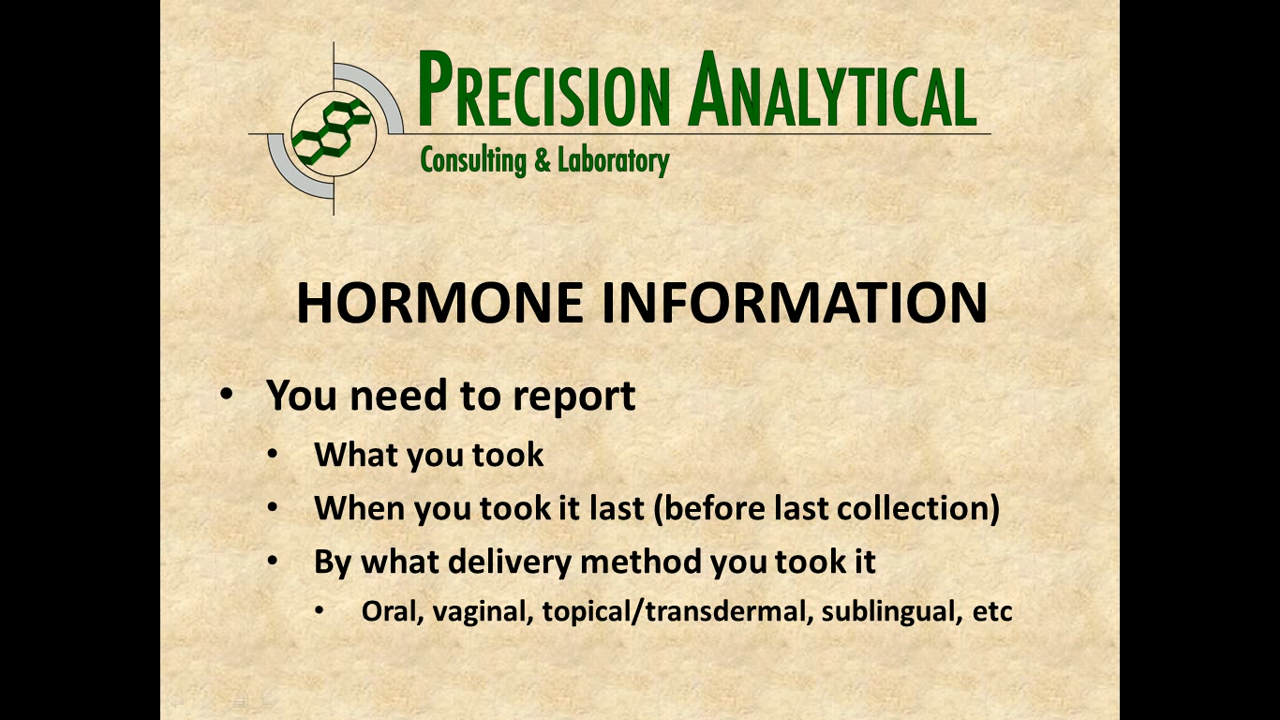 PRECISION ANALYTICAL
Consulting & Laboratory
HORMONE INFORMATION
• You need to report
• What you took
• When you took it last (before last collection)
• By what delivery method you took it
• Oral, vaginal, topical/transdermal, sublingual, etc